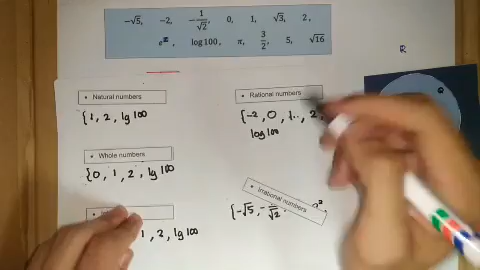 -√5, -2, -1/√2, 0, 1, √3, 2,
log 100, π, 3/2, 5, √16
R
• Natural numbers
{1, 2, lg 100
• Rational numbers
{-2, 0, 1.. 2,
log 100
• Whole numbers
{0, 1, 2, lg 100
• Irrational numbers
{-√5, -
1, 2, lg 100